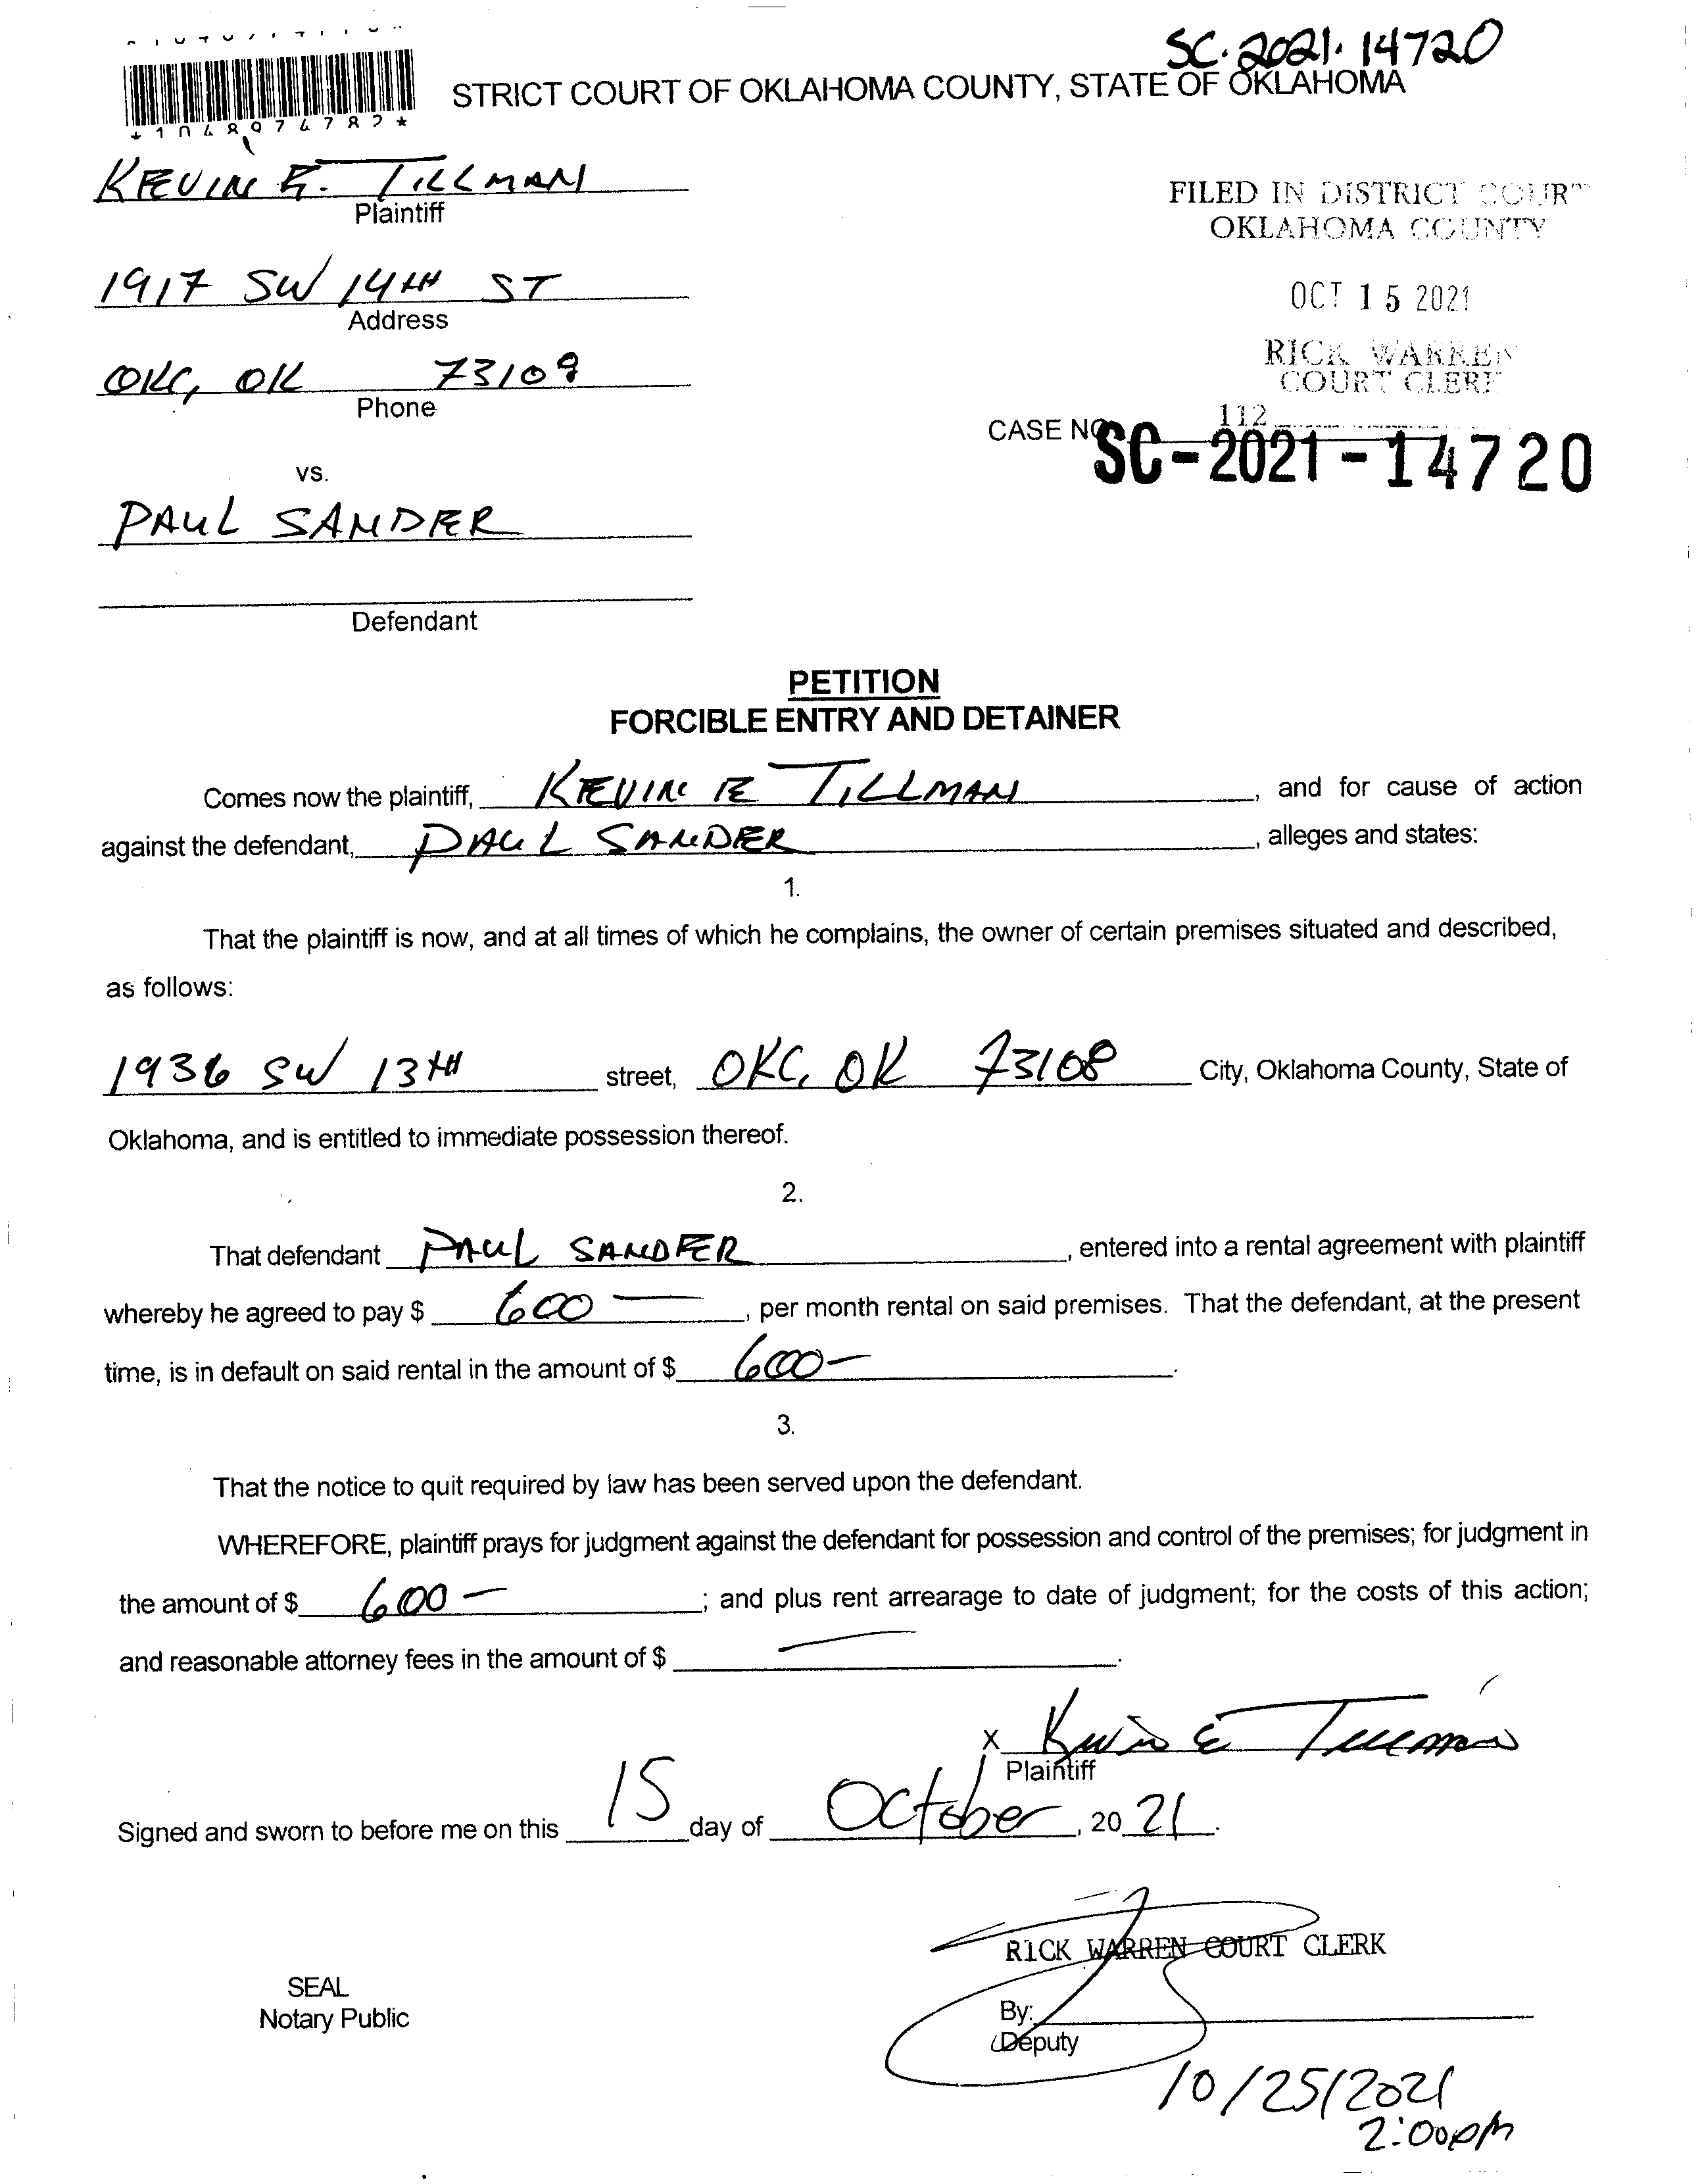 SC-2021-14720
*1048974782*
STRICT COURT OF OKLAHOMA COUNTY, STATE OF OKLAHOMA
KEVIN E. TILLMAN
Plaintiff
FILED IN DISTRICT COURT
OKLAHOMA COUNTY
1917 SW 14TH ST
Address
OCT 15 2021
RICK WARREN
COURT CLERK
OKC, OK 73108
Phone
112
CASE NO
SC-2021-14720
vs.
PAUL SANDER
Defendant
PETITION
FORCIBLE ENTRY AND DETAINER
Comes now the plaintiff, KEVIN E TILLMAN, and for cause of action
against the defendant, PAUL SANDER, alleges and states:
1.
That the plaintiff is now, and at all times of which he complains, the owner of certain premises situated and described,
as follows:
1936 SW 13TH street, OKC, OK 73108 City, Oklahoma County, State of
Oklahoma, and is entitled to immediate possession thereof.
2.
That defendant PAUL SANDER, entered into a rental agreement with plaintiff
whereby he agreed to pay $ 600 —, per month rental on said premises. That the defendant, at the present
time, is in default on said rental in the amount of $ 600 —.
3.
That the notice to quit required by law has been served upon the defendant.
WHEREFORE, plaintiff prays for judgment against the defendant for possession and control of the premises; for judgment in
the amount of $ 600 —; and plus rent arrearage to date of judgment; for the costs of this action;
and reasonable attorney fees in the amount of $ —.
X Kevin E Tillman
Plaintiff
Signed and sworn to before me on this 15 day of October, 20 21.
RICK WARREN COURT CLERK
SEAL
Notary Public
By:
Deputy
10/25/2021
2:00pm